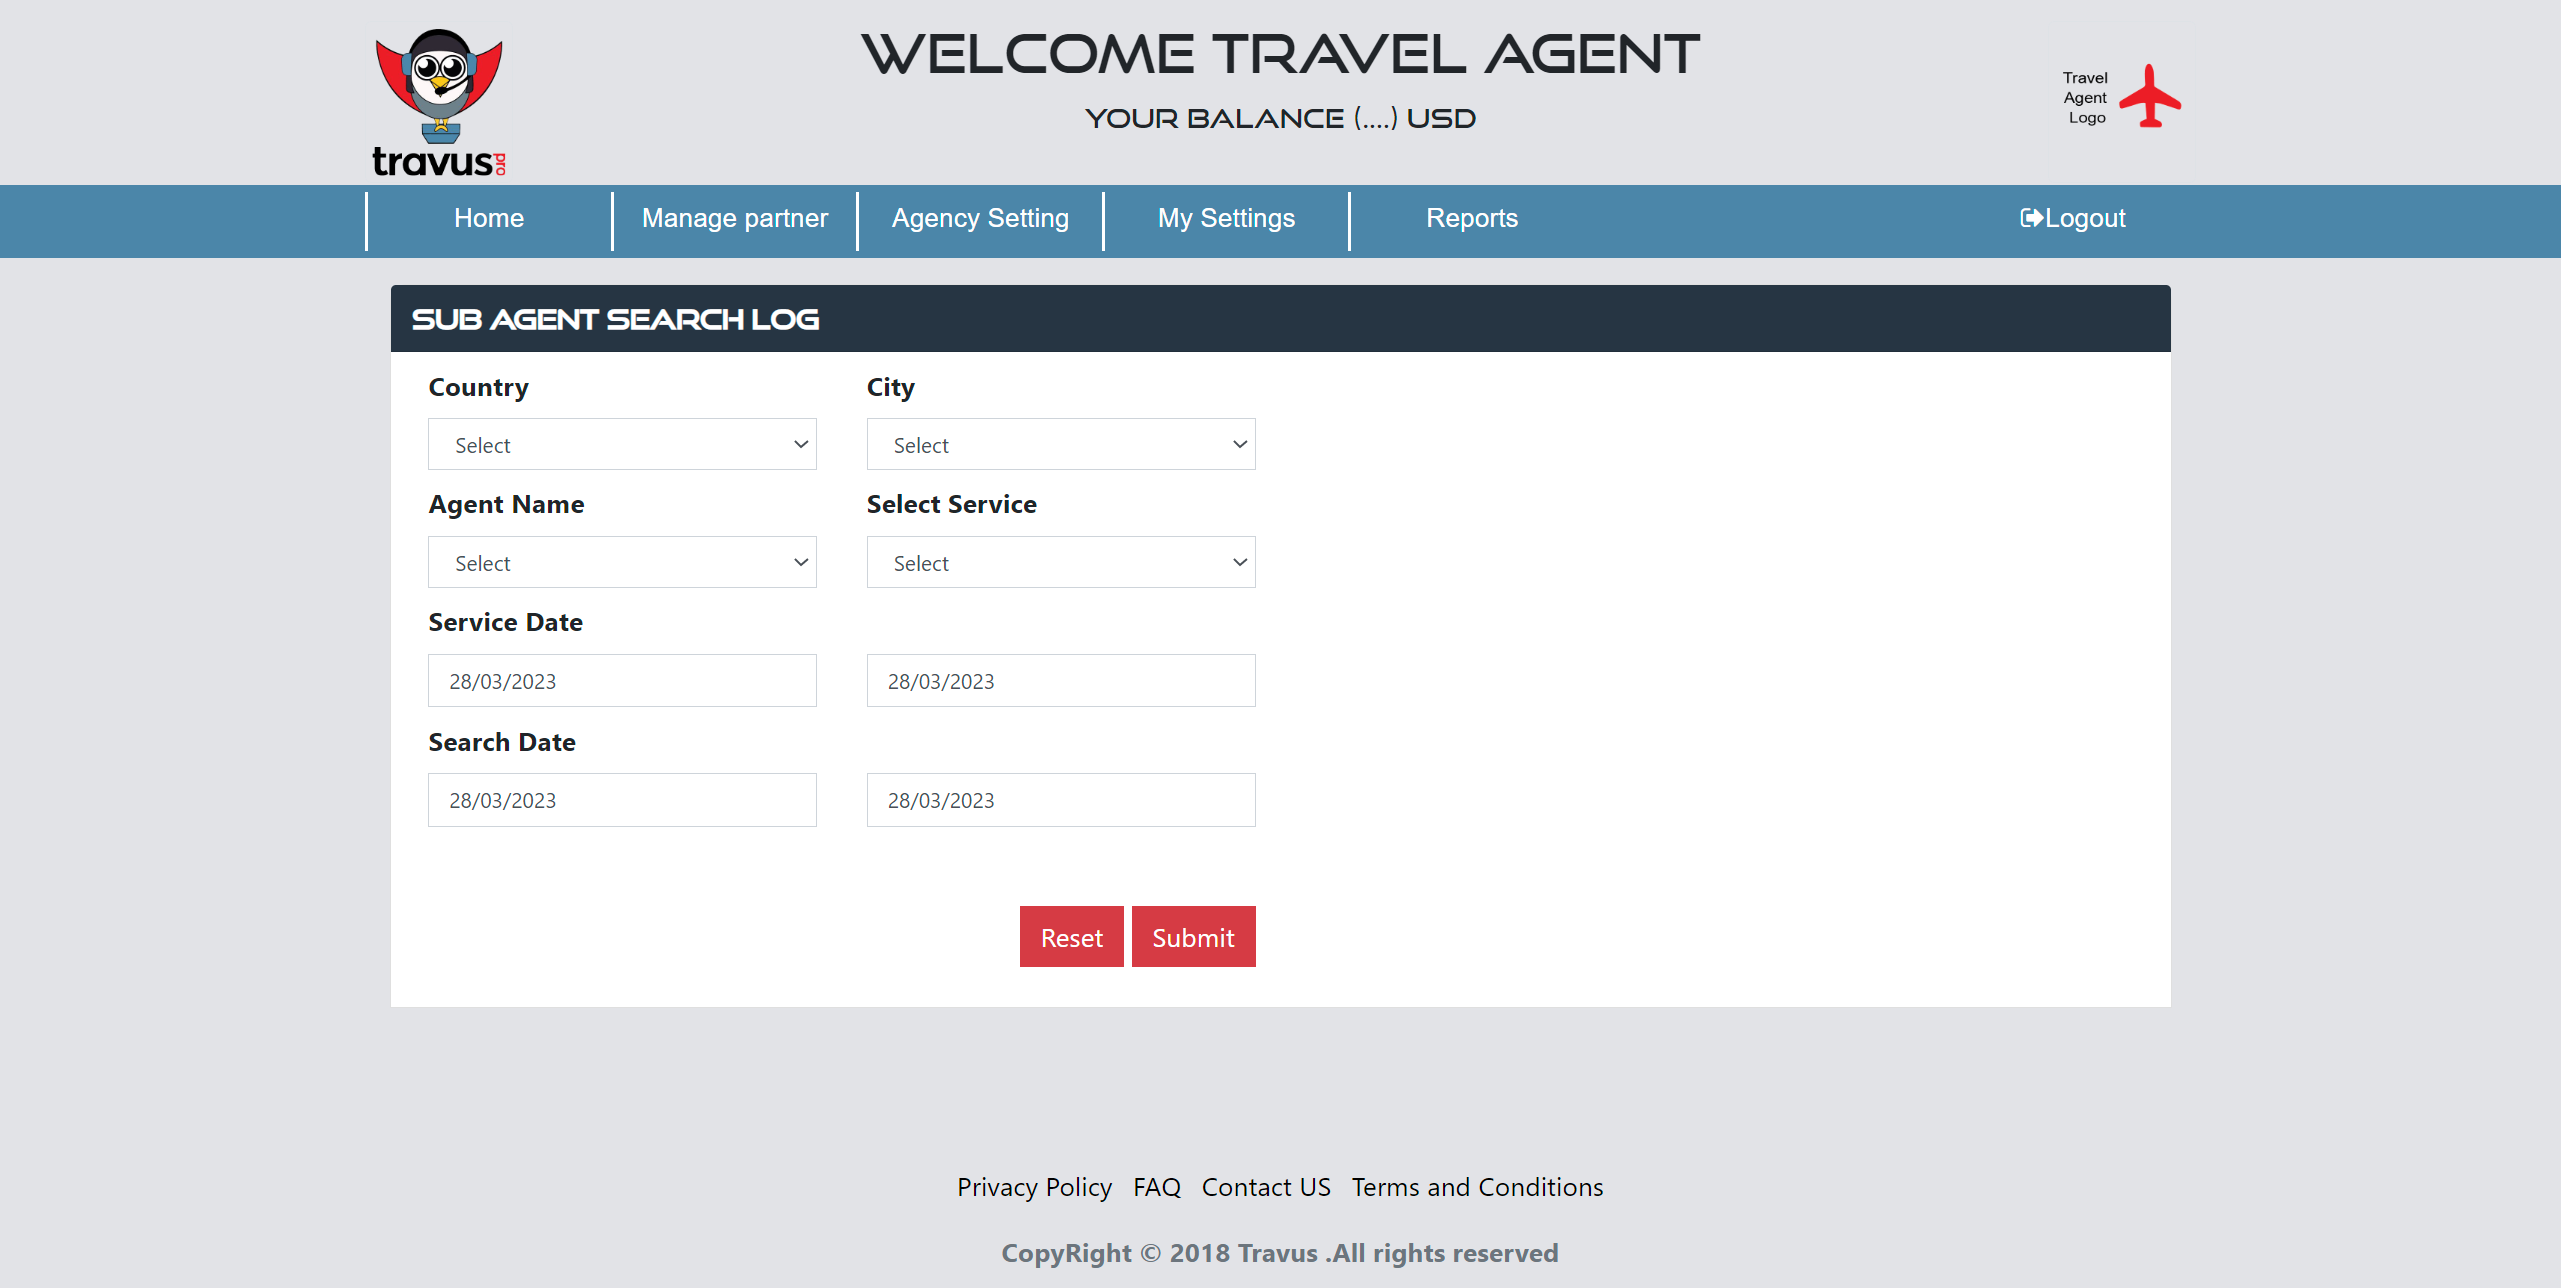 WELCOME TRAVEL AGENT
YOUR BALANCE (....) USD
Travel
Agent
Logo
travus pro
Home Manage partner Agency Setting My Settings Reports Logout
SUB AGENT SEARCH LOG
Country City
Select Select
Agent Name Select Service
Select Select
Service Date
28/03/2023 28/03/2023
Search Date
28/03/2023 28/03/2023
Reset Submit
Privacy Policy FAQ Contact US Terms and Conditions
CopyRight © 2018 Travus .All rights reserved